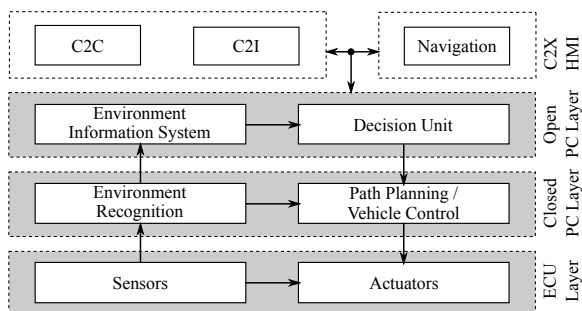 C2C
C2I
Navigation
C2X
HMI
Environment
Information System
Decision Unit
Open
PC Layer
Environment
Recognition
Path Planning /
Vehicle Control
Closed
PC Layer
Sensors
Actuators
ECU
Layer